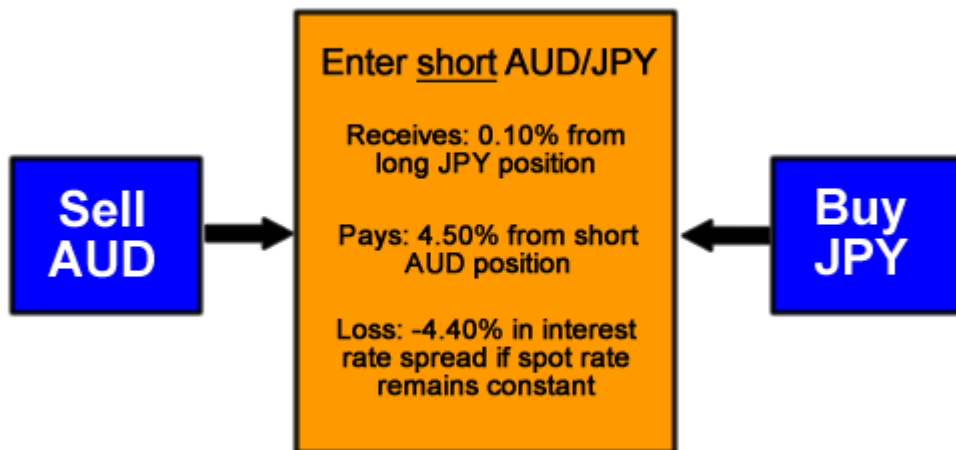 Enter short AUD/JPY
Receives: 0.10% from
long JPY position
Pays: 4.50% from short
AUD position
Loss: -4.40% in interest
rate spread if spot rate
remains constant
Sell
AUD
Buy
JPY